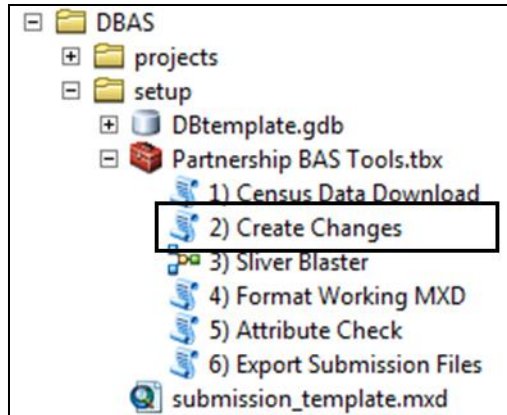 DBAS
projects
setup
DBtemplate.gdb
Partnership BAS Tools.tbx
1) Census Data Download
2) Create Changes
3) Sliver Blaster
4) Format Working MXD
5) Attribute Check
6) Export Submission Files
submission_template.mxd